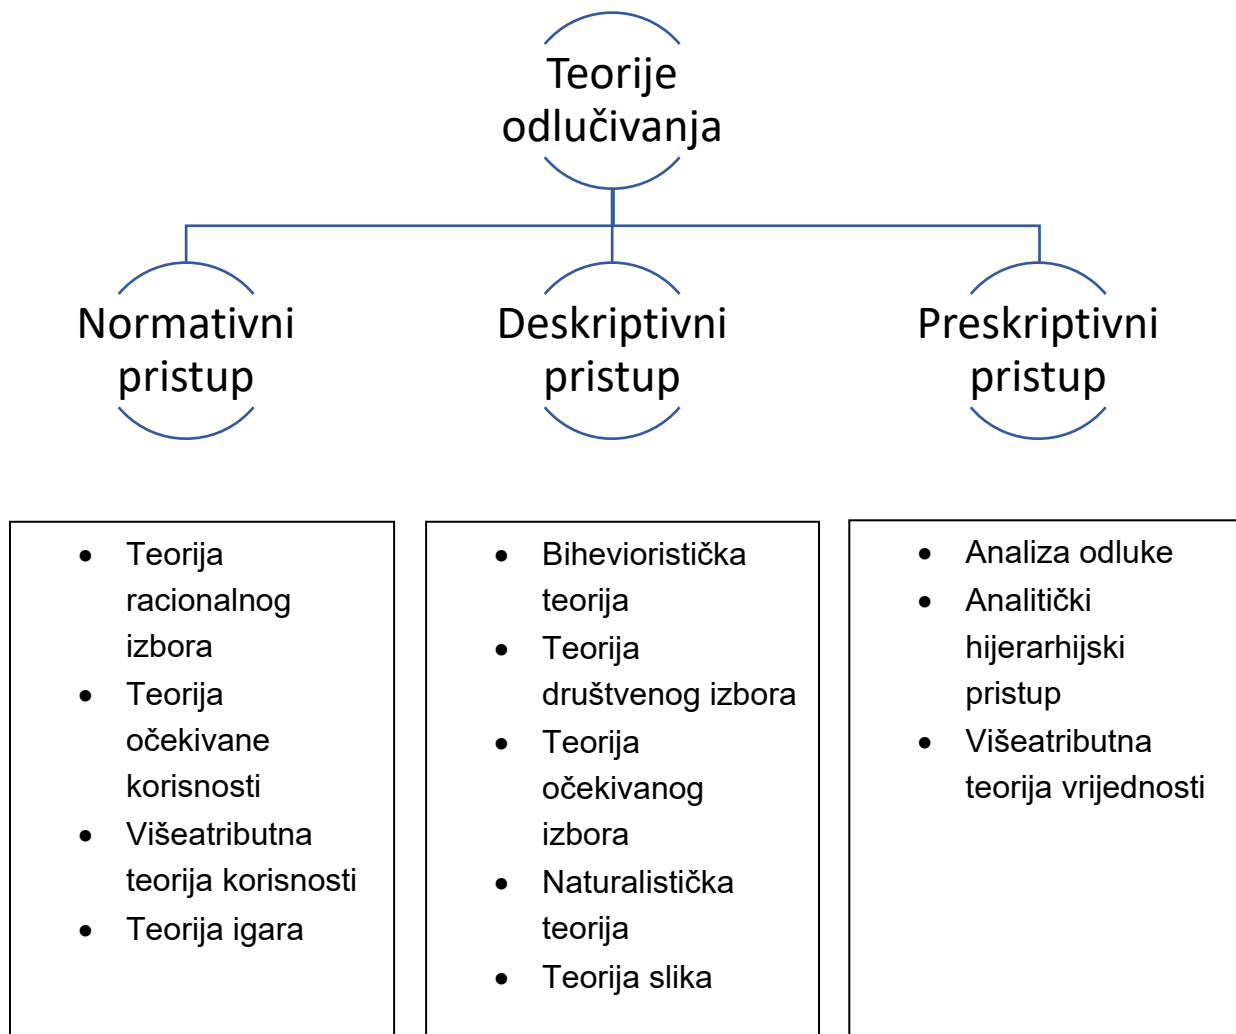 Teorije
odlučivanja
Normativni
pristup
Deskriptivni
pristup
Preskriptivni
pristup
• Teorija
racionalnog
izbora
• Teorija
očekivane
korisnosti
• Višeatributna
teorija korisnosti
• Teorija igara
• Bihevioristička
teorija
• Teorija
društvenog izbora
• Teorija
očekivanog
izbora
• Naturalistička
teorija
• Teorija slika
• Analiza odluke
• Analitički
hijerarhijski
pristup
• Višeatributna
teorija vrijednosti